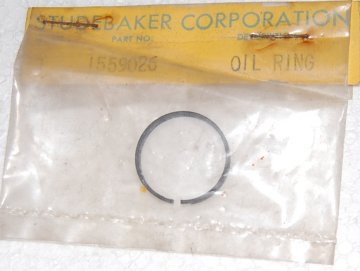 STUDEBAKER CORPORATION
PART NO.
1559026 OIL RING